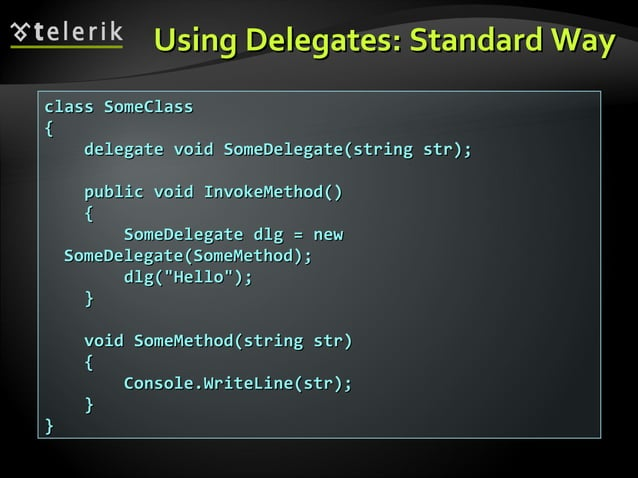 telerik
Using Delegates: Standard Way
class SomeClass
{
    delegate void SomeDelegate(string str);

    public void InvokeMethod()
    {
        SomeDelegate dlg = new
  SomeDelegate(SomeMethod);
        dlg("Hello");
    }

    void SomeMethod(string str)
    {
        Console.WriteLine(str);
    }
}